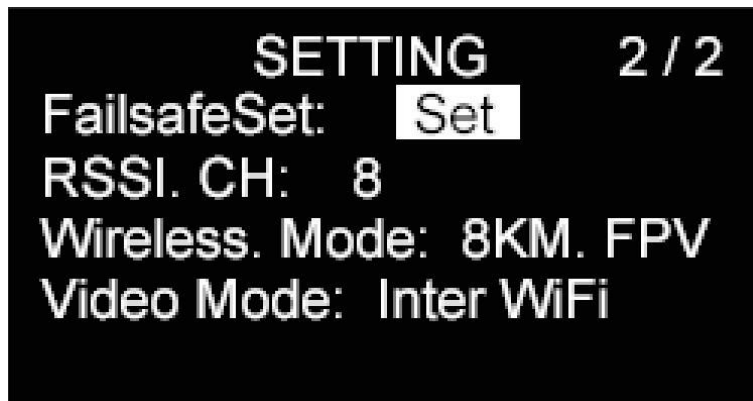 SETTING 2 / 2
FailsafeSet: Set
RSSI. CH: 8
Wireless. Mode: 8KM. FPV
Video Mode: Inter WiFi